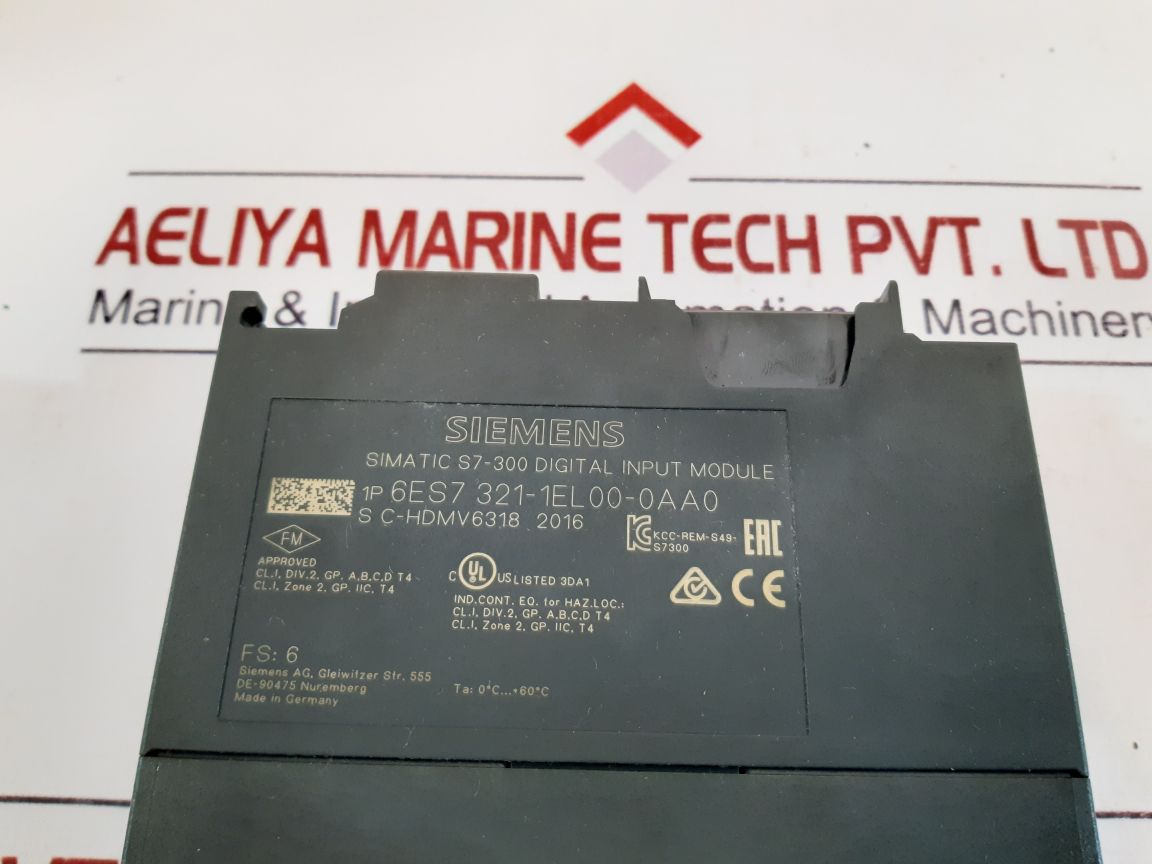 AELIYA MARINE TECH PVT. LTD
Marine & Automation Machiner
SIEMENS
SIMATIC S7-300 DIGITAL INPUT MODULE
1P 6ES7 321-1EL00-0AA0
S C-HDMV6318 2016
KCC-REM-S49-
S7300
EAC
FM
APPROVED
CL.I, DIV.2, GP. A,B,C,D T4
CL.I, Zone 2, GP. IIC, T4
C UL US LISTED 3DA1
IND.CONT. EQ. for HAZ.LOC.:
CL.I, DIV.2, GP. A,B,C,D T4
CL.I, Zone 2, GP. IIC, T4
CE
FS: 6
Siemens AG, Gleiwitzer Str. 555
DE-90475 Nuremberg
Made in Germany
Ta: 0°C...+60°C